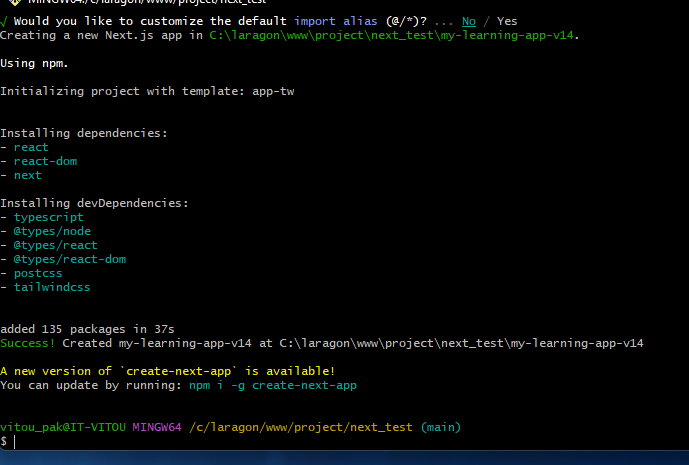 MINGW64:/c/laragon/www/project/next_test
√ Would you like to customize the default import alias (@/*)? ... No / Yes
Creating a new Next.js app in C:\laragon\www\project\next_test\my-learning-app-v14.
Using npm.
Initializing project with template: app-tw
Installing dependencies:
- react
- react-dom
- next
Installing devDependencies:
- typescript
- @types/node
- @types/react
- @types/react-dom
- postcss
- tailwindcss
added 135 packages in 37s
Success! Created my-learning-app-v14 at C:\laragon\www\project\next_test\my-learning-app-v14
A new version of `create-next-app` is available!
You can update by running: npm i -g create-next-app
vitou_pak@IT-VITOU MINGW64 /c/laragon/www/project/next_test (main)
$